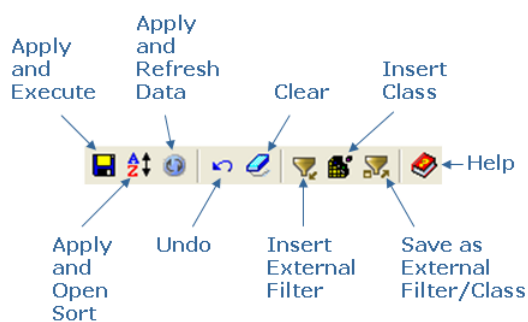 Apply
and
Execute
Apply
and
Refresh
Data
Clear
Insert
Class
Help
Apply
and
Open
Sort
Undo
Insert
External
Filter
Save as
External
Filter/Class
A
Z
?